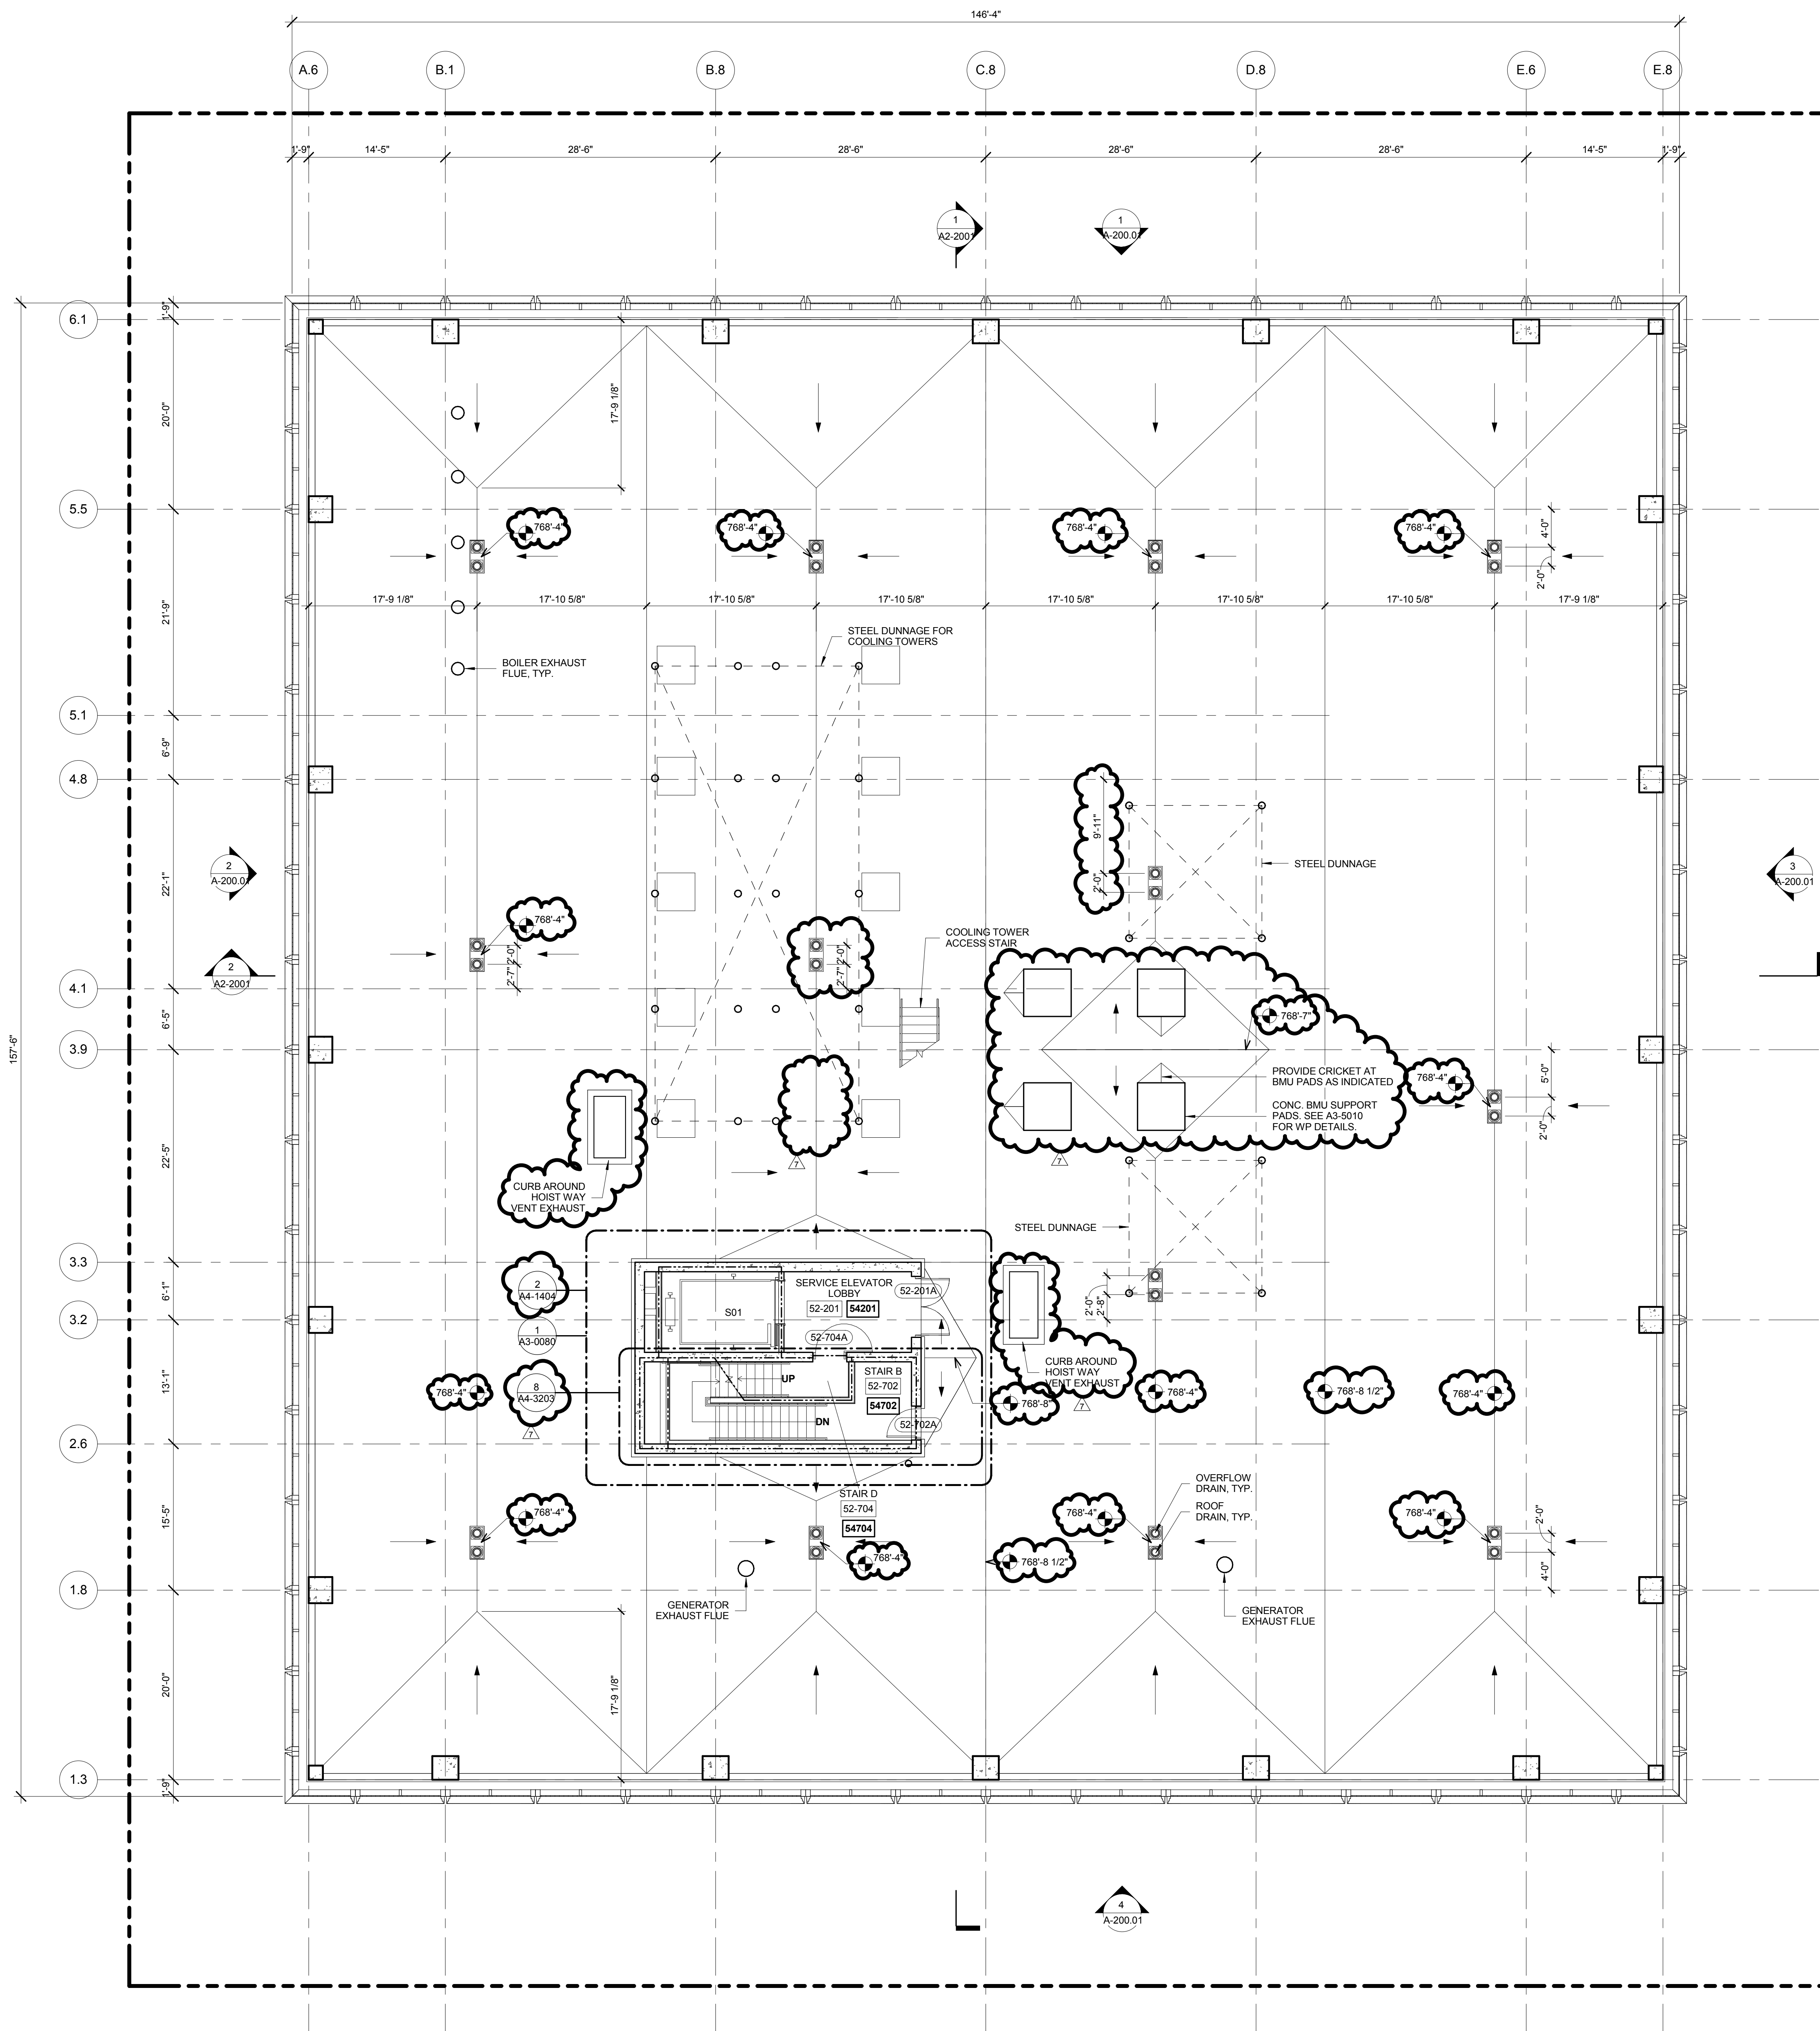 146'-4"
A.6
B.1
B.8
C.8
D.8
E.6
E.8
1'-9"
14'-5"
28'-6"
28'-6"
28'-6"
28'-6"
14'-5"
1'-9"
1
A2-2001
1
A-200.01
6.1
1'-9"
20'-0"
17'-9 1/8"
5.5
768'-4"
768'-4"
768'-4"
768'-4"
4'-0"
2'-0"
21'-9"
17'-9 1/8"
17'-10 5/8"
17'-10 5/8"
17'-10 5/8"
17'-10 5/8"
17'-10 5/8"
17'-10 5/8"
17'-9 1/8"
STEEL DUNNAGE FOR
COOLING TOWERS
BOILER EXHAUST
FLUE, TYP.
5.1
6'-9"
4.8
9'-11"
2'-0"
STEEL DUNNAGE
22'-1"
2
A-200.01
3
A-200.01
768'-4"
2'-0"
2'-7"
2'-0"
2'-7"
COOLING TOWER
ACCESS STAIR
2
A2-2001
4.1
6'-5"
768'-7"
3.9
157'-6"
PROVIDE CRICKET AT
BMU PADS AS INDICATED
768'-4"
5'-0"
2'-0"
CONC. BMU SUPPORT
PADS. SEE A3-5010
FOR WP DETAILS.
22'-5"
7
7
CURB AROUND
HOIST WAY
VENT EXHAUST
STEEL DUNNAGE
3.3
6'-1"
2
A4-1404
SERVICE ELEVATOR
LOBBY
52-201
54201
52-201A
S01
2'-0"
2'-8"
3.2
1
A3-0080
52-704A
13'-1"
CURB AROUND
HOIST WAY
VENT EXHAUST
UP
STAIR B
52-702
54702
768'-4"
8
A4-3203
7
768'-8"
7
768'-4"
768'-8 1/2"
768'-4"
DN
52-702A
2.6
15'-5"
OVERFLOW
DRAIN, TYP.
ROOF
DRAIN, TYP.
STAIR D
52-704
54704
768'-4"
768'-4"
768'-4"
2'-0"
4'-0"
768'-4"
768'-8 1/2"
1.8
GENERATOR
EXHAUST FLUE
GENERATOR
EXHAUST FLUE
20'-0"
17'-9 1/8"
1.3
1'-9"
4
A-200.01